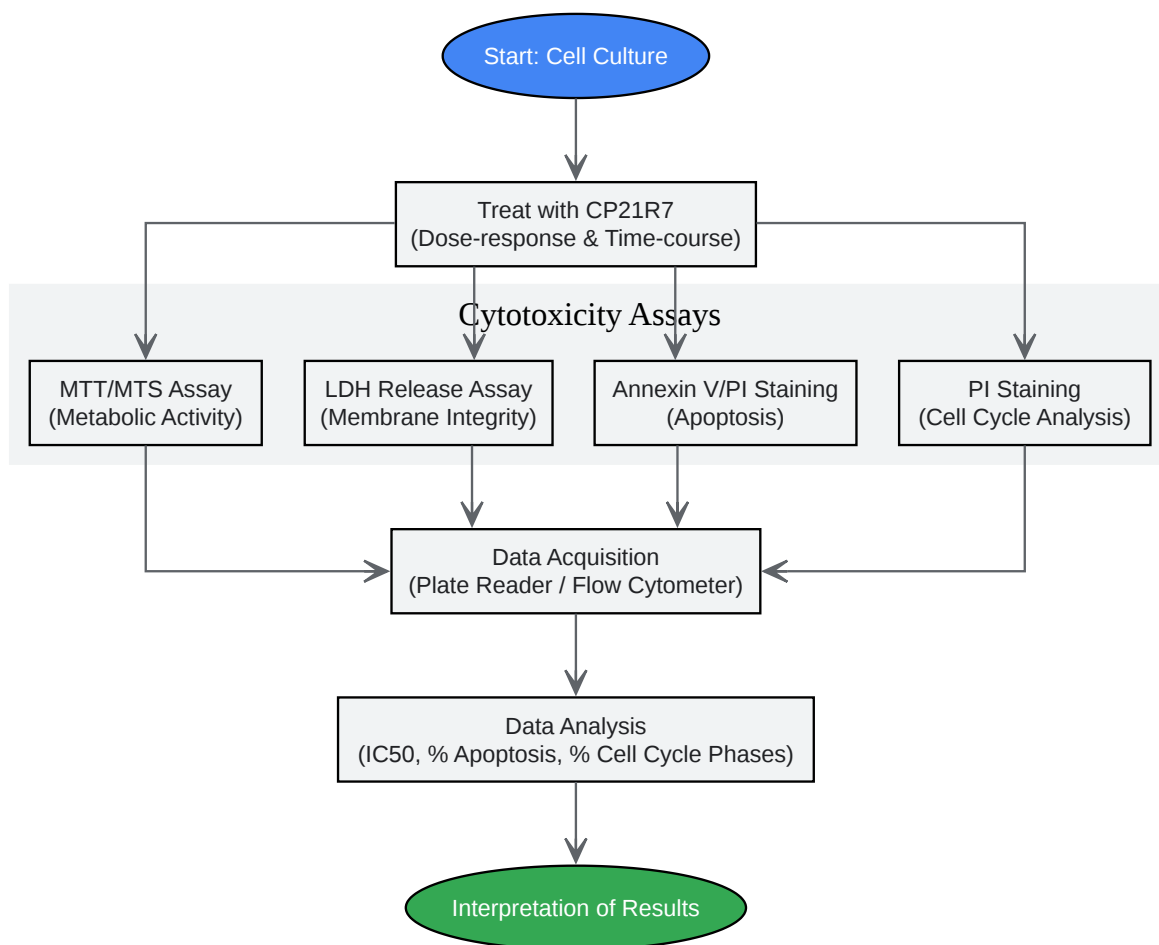 Start: Cell Culture
Treat with CP21R7
(Dose-response & Time-course)
Cytotoxicity Assays
MTT/MTS Assay
(Metabolic Activity)
LDH Release Assay
(Membrane Integrity)
Annexin V/PI Staining
(Apoptosis)
PI Staining
(Cell Cycle Analysis)
Data Acquisition
(Plate Reader / Flow Cytometer)
Data Analysis
(IC50, % Apoptosis, % Cell Cycle Phases)
Interpretation of Results